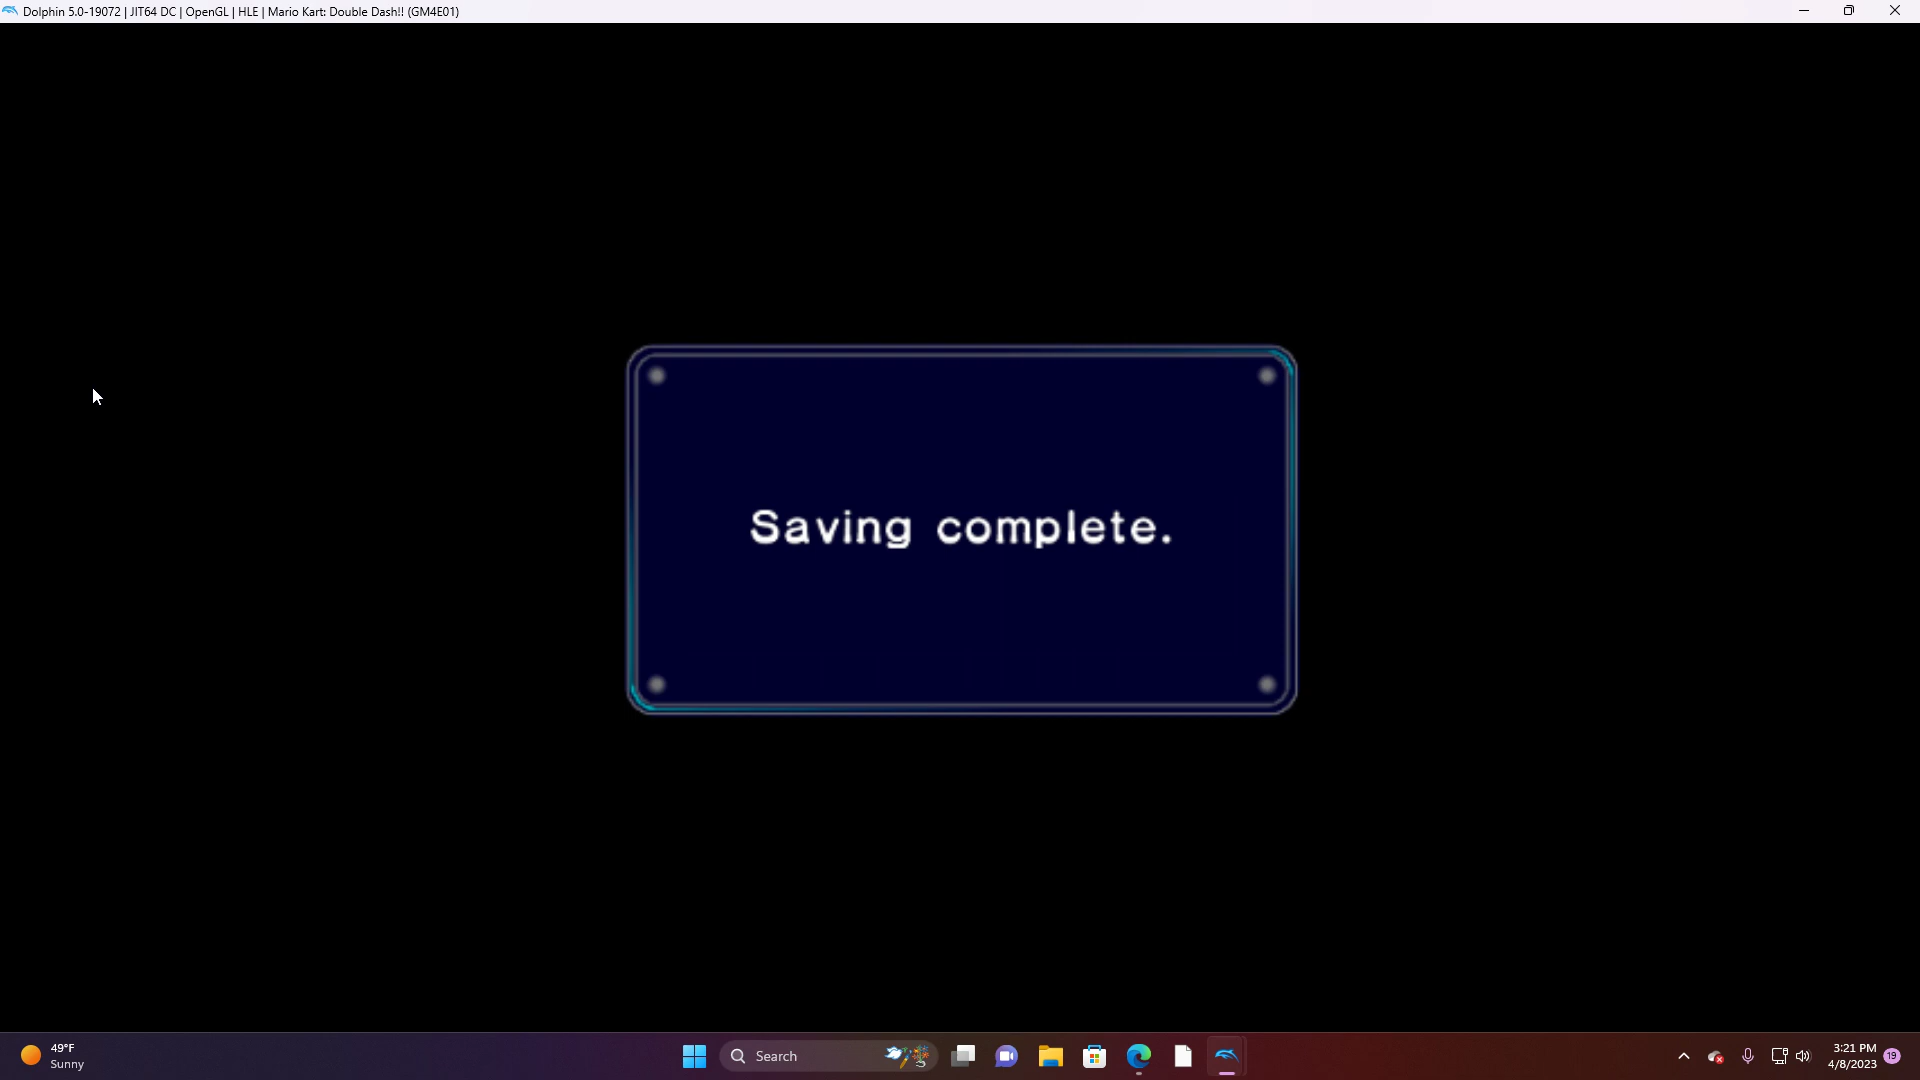 Dolphin 5.0-19072 | JIT64 DC | OpenGL | HLE | Mario Kart: Double Dash!! (GM4E01)
Saving complete.
49°F
Sunny
Search
3:21 PM
4/8/2023
19